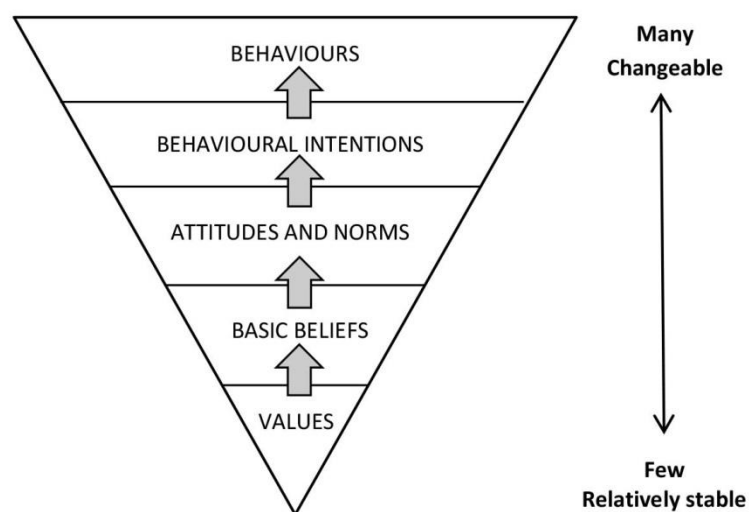 BEHAVIOURS
BEHAVIOURAL INTENTIONS
ATTITUDES AND NORMS
BASIC BELIEFS
VALUES
Many
Changeable
Few
Relatively stable